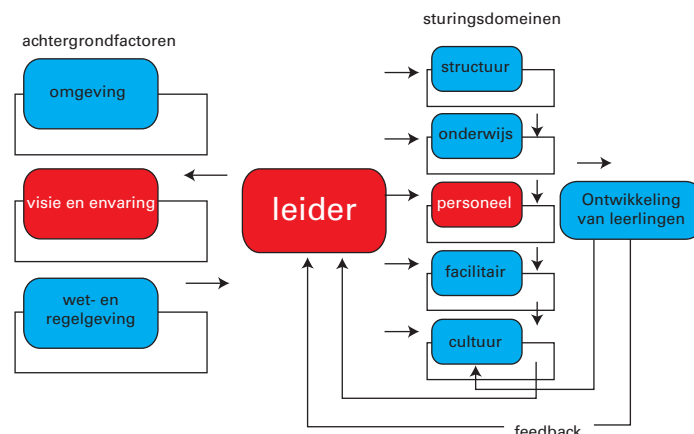 achtergrondfactoren
omgeving
visie en envaring
wet- en
regelgeving
leider
sturingsdomeinen
structuur
onderwijs
personeel
facilitair
cultuur
Ontwikkeling
van leerlingen
feedback